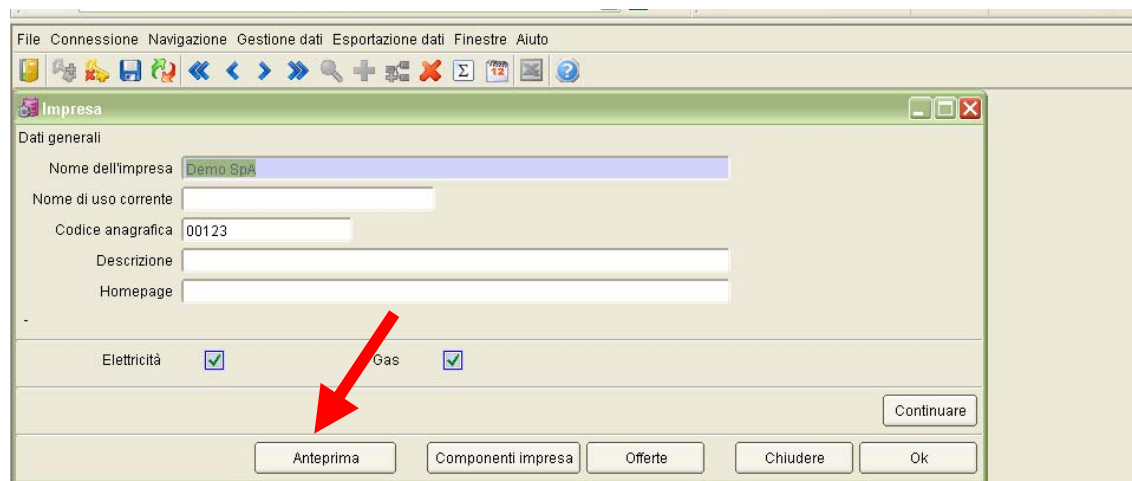 File Connessione Navigazione Gestione dati Esportazione dati Finestre Aiuto
12
Impresa
Dati generali
Nome dell'impresa Demo SpA
Nome di uso corrente
Codice anagrafica 00123
Descrizione
Homepage
-
Elettricità Gas
Continuare
Anteprima Componenti impresa Offerte Chiudere Ok